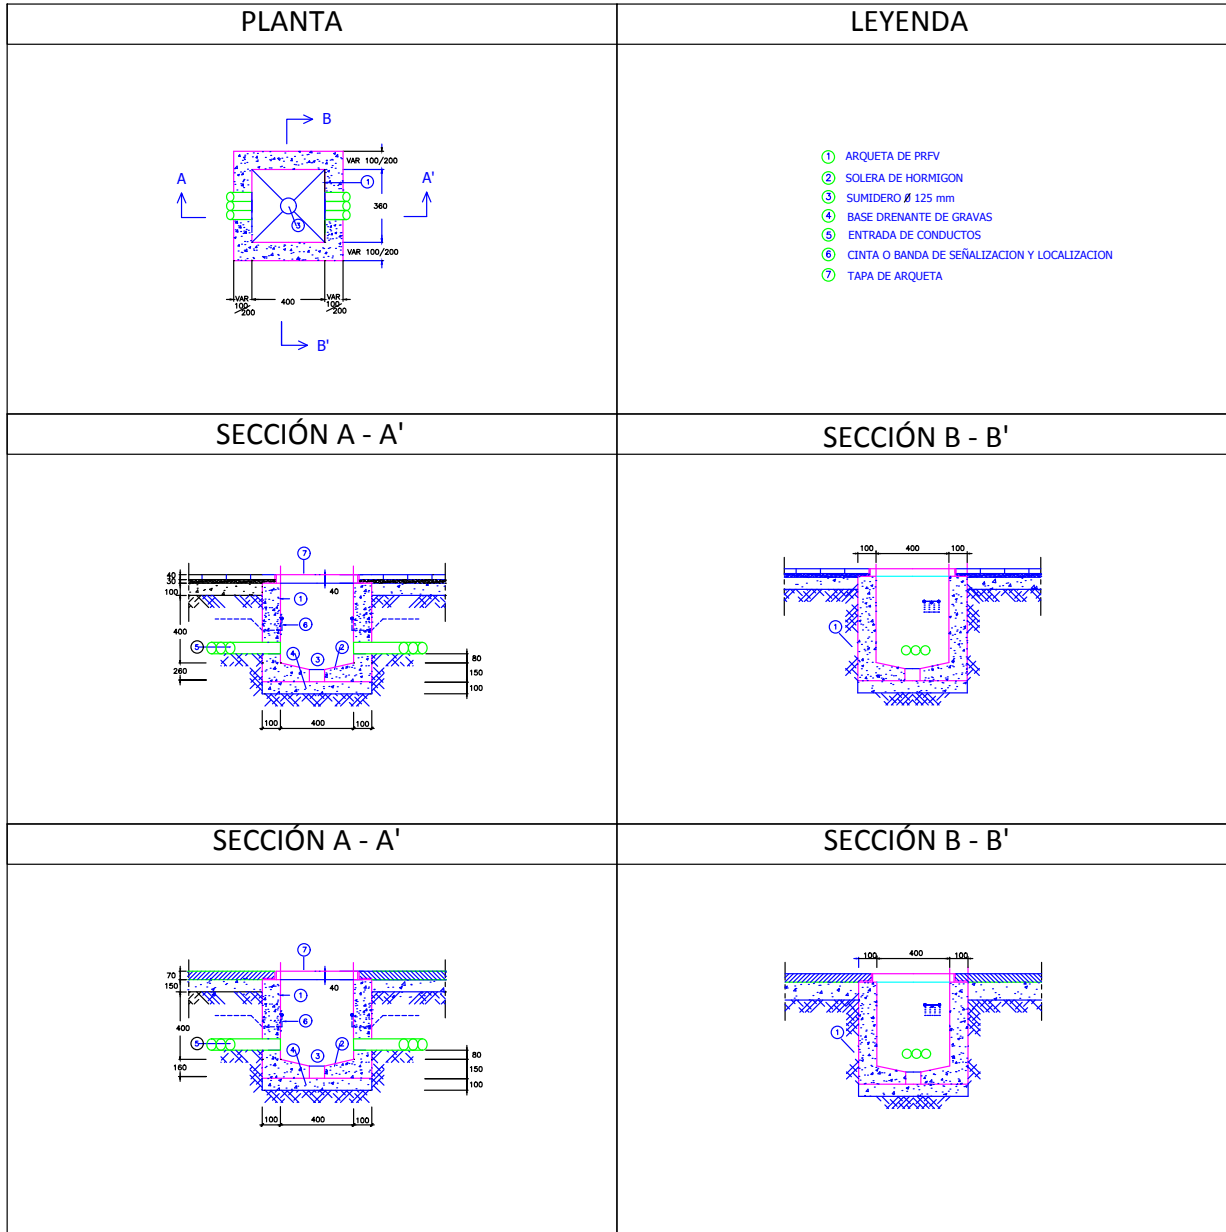 PLANTA
LEYENDA
B
VAR 100/200
A
1
A'
360
3
VAR 100/200
VAR
100/200
400
VAR
100/200
B'
1 ARQUETA DE PRFV
2 SOLERA DE HORMIGON
3 SUMIDERO Ø 125 mm
4 BASE DRENANTE DE GRAVAS
5 ENTRADA DE CONDUCTOS
6 CINTA O BANDA DE SEÑALIZACION Y LOCALIZACION
7 TAPA DE ARQUETA
SECCIÓN A - A'
SECCIÓN B - B'
7
40
30
100
40
1
400
6
5
4
3
2
80
260
150
100
100
400
100
100
400
100
1
SECCIÓN A - A'
SECCIÓN B - B'
7
70
150
40
1
400
6
5
4
3
2
80
160
150
100
100
400
100
100
400
100
1